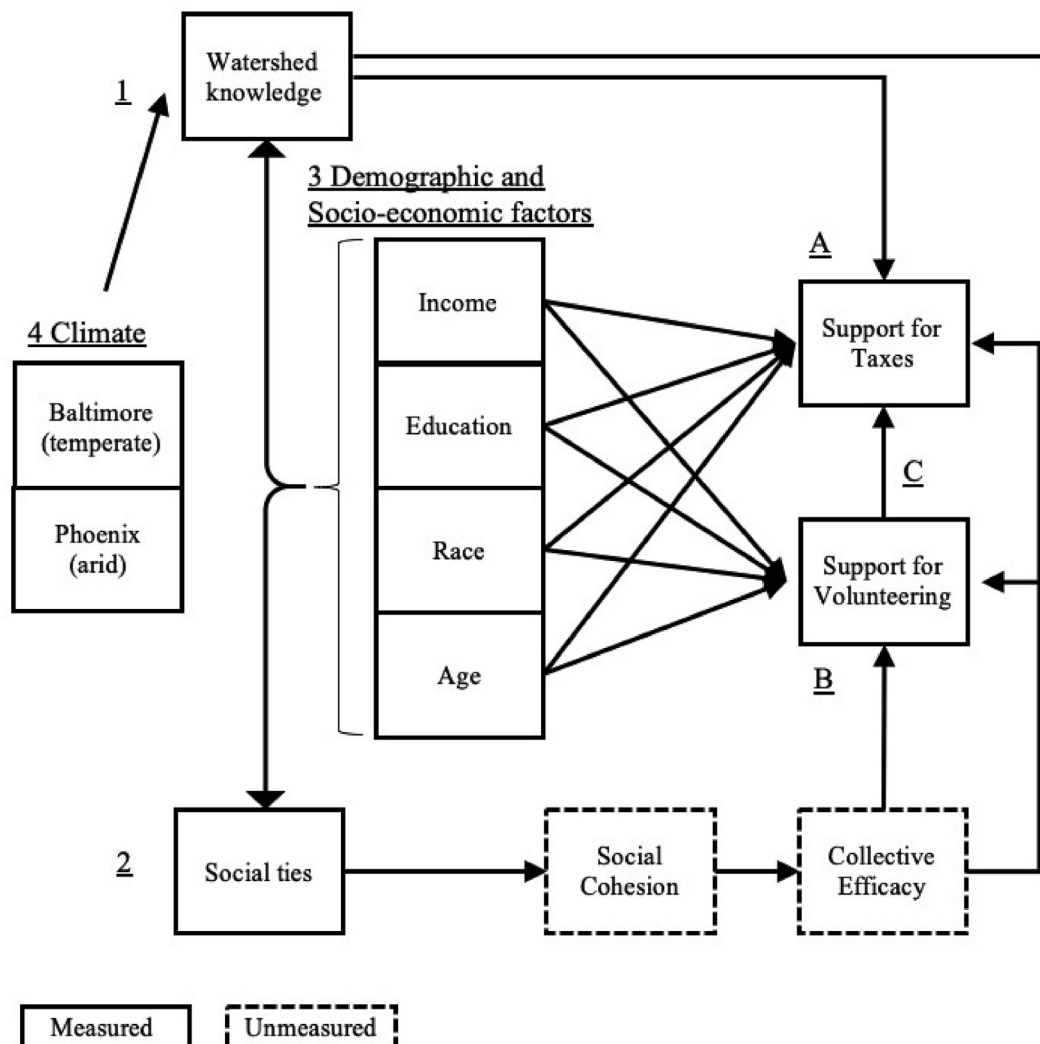 Watershed
knowledge
1
3 Demographic and
Socio-economic factors
A
Income
Support for
Taxes
4 Climate
Baltimore
(temperate)
Education
C
Phoenix
(arid)
Race
Support for
Volunteering
Age
B
2
Social ties
Social
Cohesion
Collective
Efficacy
Measured
Unmeasured